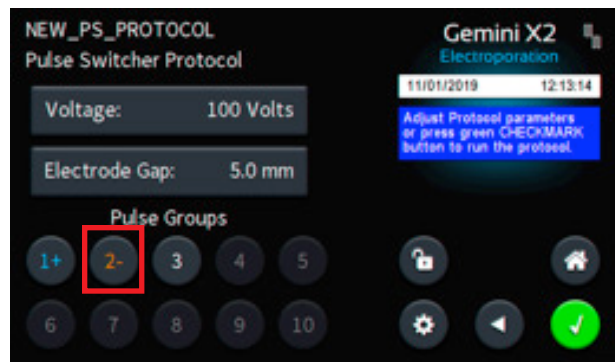 NEW_PS_PROTOCOL
Pulse Switcher Protocol
Voltage: 100 Volts
Electrode Gap: 5.0 mm
Pulse Groups
1+ 2- 3 4 5
6 7 8 9 10
Gemini X2
Electroporation
11/01/2019 12:13:14
Adjust Protocol parameters
or press green CHECKMARK
button to run the protocol.